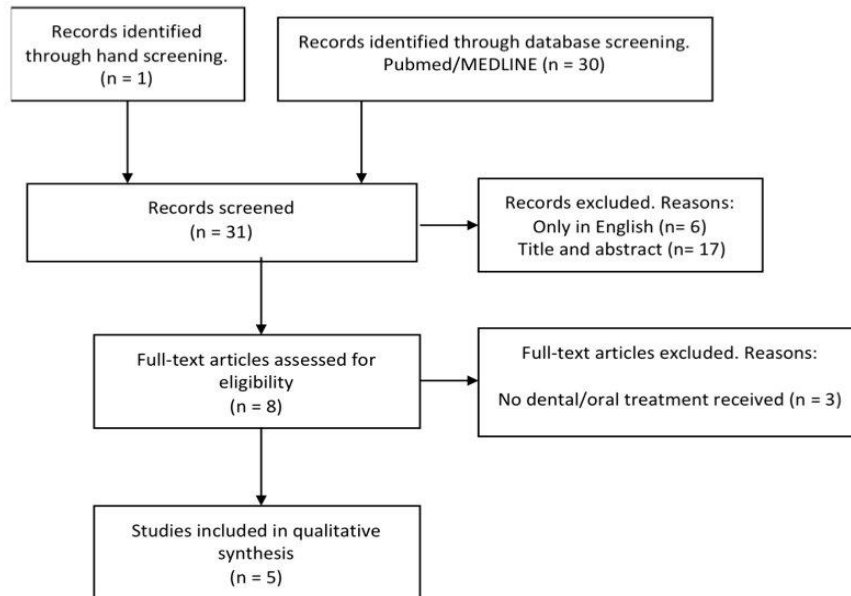 Records identified
through hand screening.
(n = 1)
Records identified through database screening.
Pubmed/MEDLINE (n = 30)
Records screened
(n = 31)
Records excluded. Reasons:
Only in English (n= 6)
Title and abstract (n= 17)
Full-text articles assessed for
eligibility
(n = 8)
Full-text articles excluded. Reasons:
No dental/oral treatment received (n = 3)
Studies included in qualitative
synthesis
(n = 5)